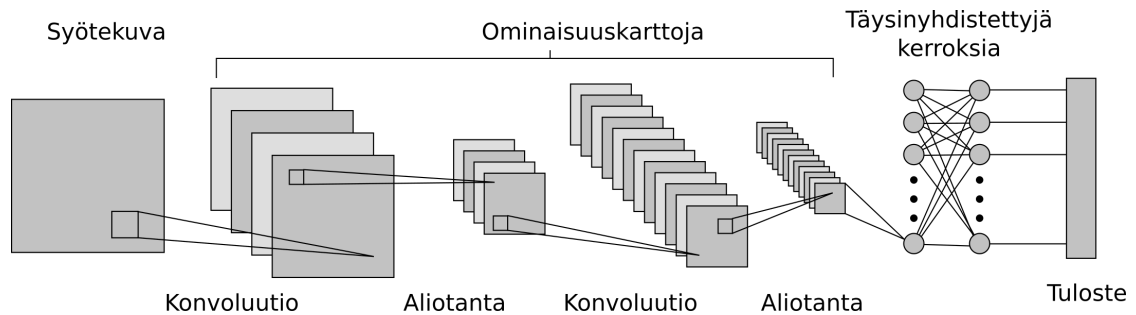 Syötekuva
Ominaisuuskarttoja
Täysinyhdistettyjä
kerroksia
Konvoluutio
Aliotanta
Konvoluutio
Aliotanta
Tuloste